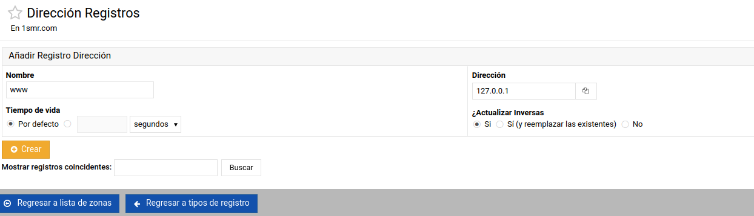 Dirección Registros
En 1smr.com
Añadir Registro Dirección
Nombre
www
Dirección
127.0.0.1
Tiempo de vida
Por defecto segundos
¿Actualizar Inversas
Sí Sí (y reemplazar las existentes) No
Crear
Mostrar registros coincidentes: Buscar
Regresar a lista de zonas Regresar a tipos de registro